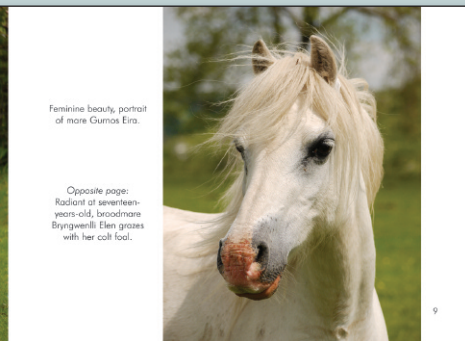 Feminine beauty, portrait
of mare Gurnos Eira.
Opposite page:
Radiant at seventeen-
years-old, broodmare
Bryngwenlli Elen grazes
with her colt foal.
9